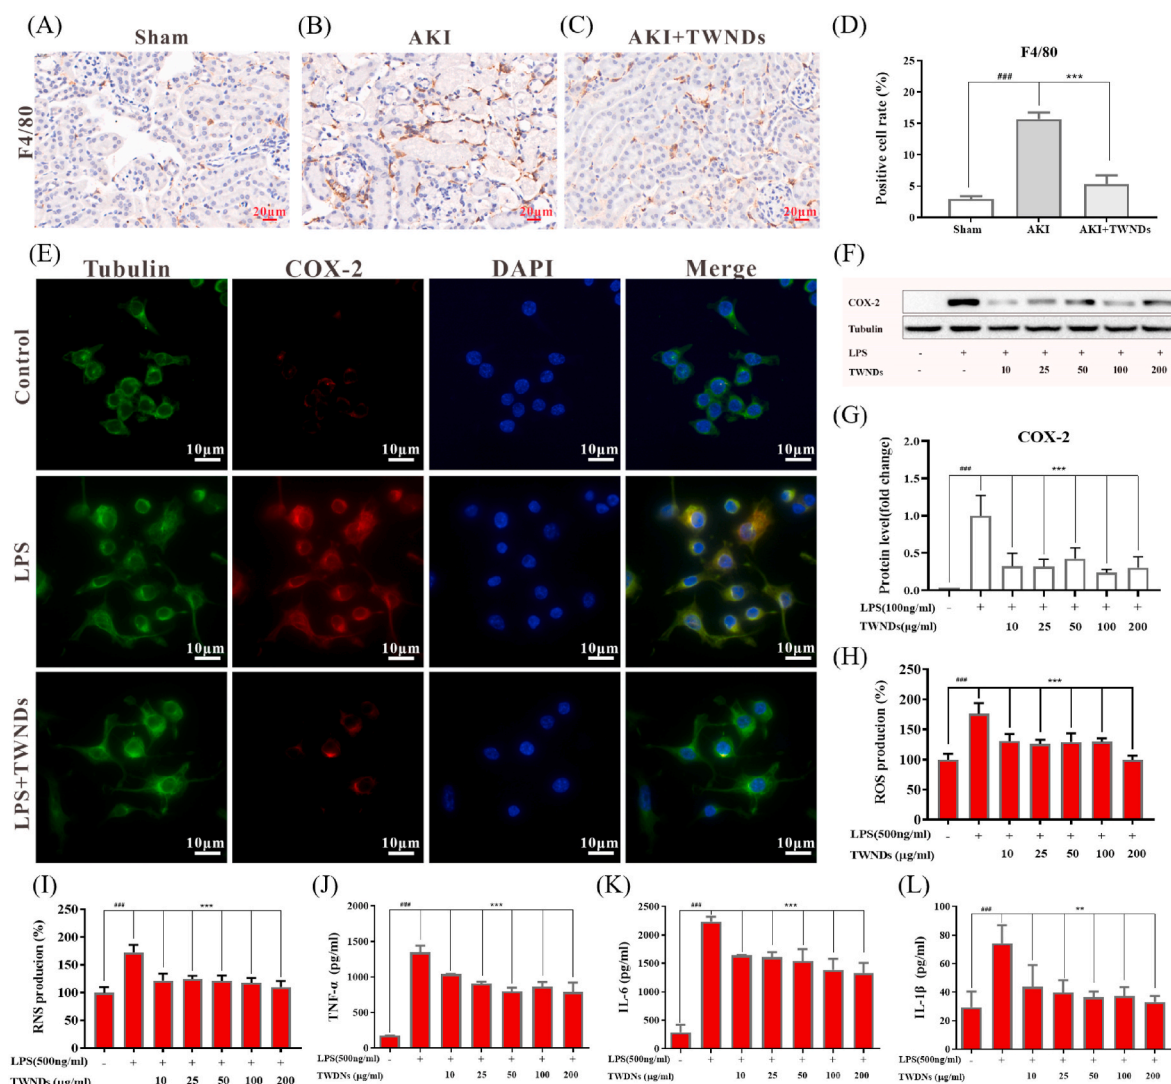 (A)
Sham
(B)
AKI
(C)
AKI+TWNDs
(D)
F4/80
F4/80
20μm
20μm
20μm
Positive cell rate (%)
25
20
15
10
5
0
###
***
Sham
AKI
AKI+TWNDs
(E)
Tubulin
COX-2
DAPI
Merge
Control
10μm
10μm
10μm
10μm
LPS
10μm
10μm
10μm
10μm
LPS+TWNDs
10μm
10μm
10μm
10μm
(F)
COX-2
Tubulin
LPS - + + + + + +
TWNDs - - 10 25 50 100 200
(G)
COX-2
Protein level(fold change)
2.0
1.5
1.0
0.5
0.0
###
***
LPS(100ng/ml) - + + + + + +
TWNDs(μg/ml) 10 25 50 100 200
(H)
ROS producion (%)
250
200
150
100
50
0
###
***
LPS(500ng/ml) - + + + + + +
TWNDs (μg/ml) 10 25 50 100 200
(I)
RNS producion (%)
250
200
150
100
50
0
###
***
LPS(500ng/ml) - + + + + + +
TWNDs (μg/ml) 10 25 50 100 200
(J)
TNF-α (pg/ml)
2000
1500
1000
500
0
###
***
LPS(500ng/ml) - + + + + + +
TWDNs (μg/ml) 10 25 50 100 200
(K)
IL-6 (pg/ml)
2500
2000
1500
1000
500
0
###
***
LPS(500ng/ml) - + + + + + +
TWDNs (μg/ml) 10 25 50 100 200
(L)
IL-1β (pg/ml)
100
80
60
40
20
0
###
**
LPS(500ng/ml) - + + + + + +
TWDNs (μg/ml) 10 25 50 100 200